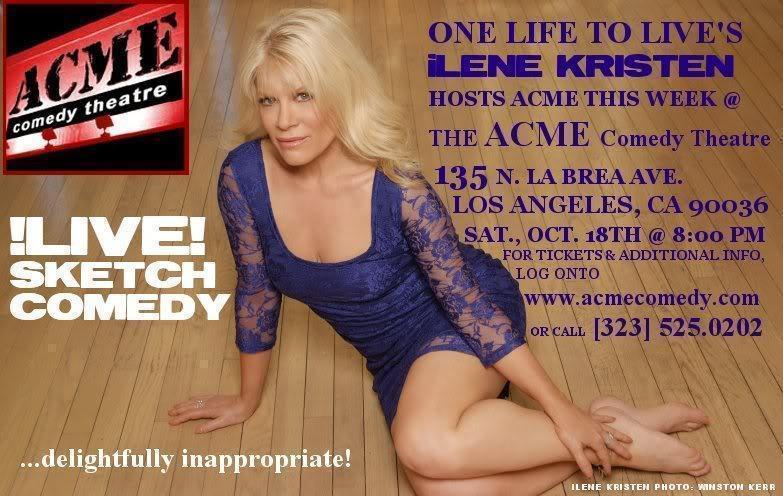 ACME
comedy theatre
ONE LIFE TO LIVE'S
iLENE KRISTEN
HOSTS ACME THIS WEEK @
THE ACME Comedy Theatre
135 N. LA BREA AVE.
LOS ANGELES, CA 90036
SAT., OCT. 18TH @ 8:00 PM
FOR TICKETS & ADDITIONAL INFO,
LOG ONTO
www.acmecomedy.com
OR CALL [323] 525.0202
!LIVE!
SKETCH
COMEDY
...delightfully inappropriate!
iLENE KRISTEN PHOTO: WINSTON KERR